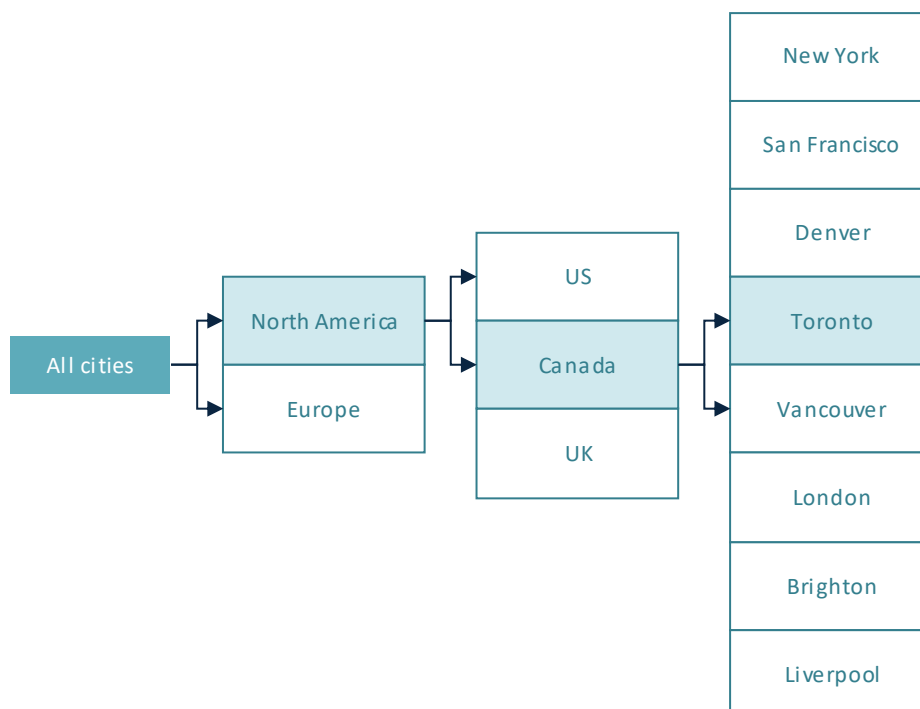 All cities
North America
Europe
US
Canada
UK
New York
San Francisco
Denver
Toronto
Vancouver
London
Brighton
Liverpool